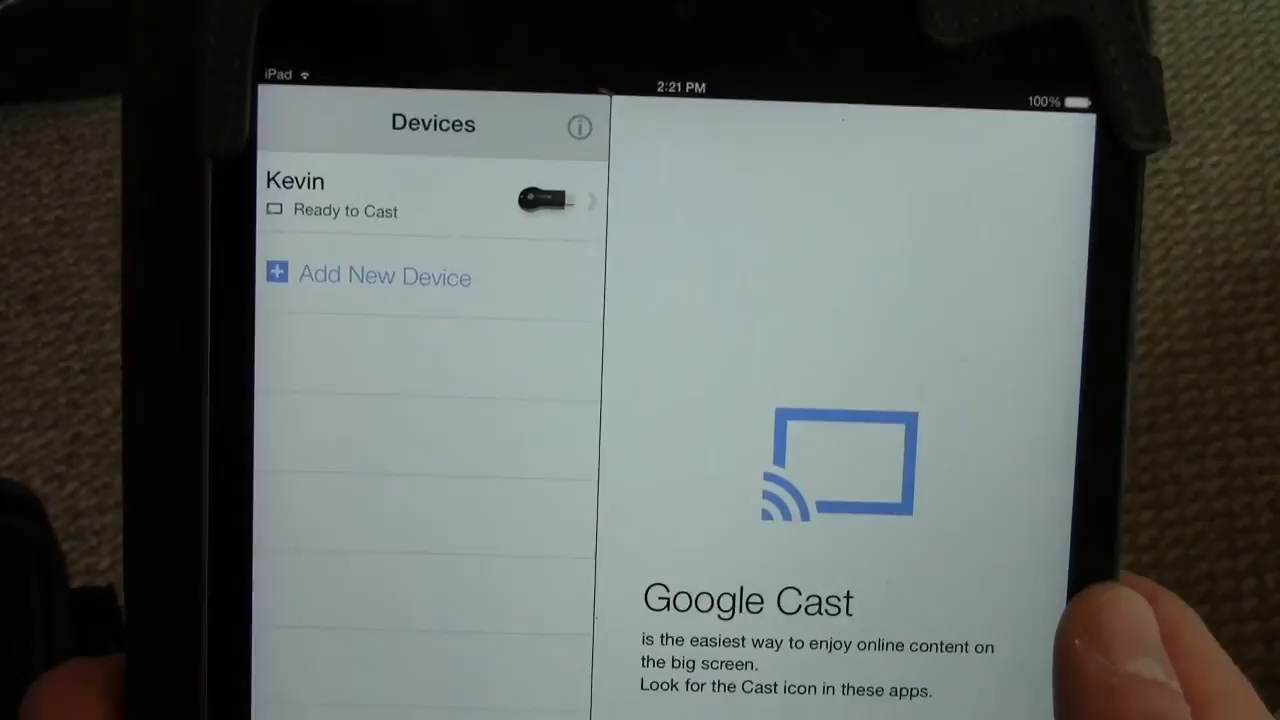 iPad
2:21 PM
100%
Devices
Kevin
Ready to Cast
Add New Device
Google Cast
is the easiest way to enjoy online content on
the big screen.
Look for the Cast icon in these apps.